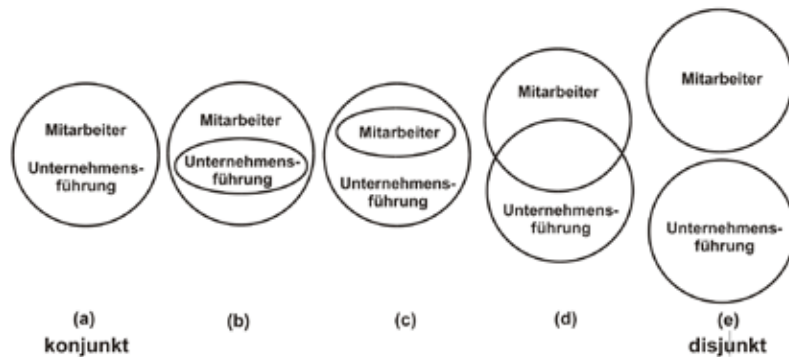 Mitarbeiter
Unternehmens-
führung
Mitarbeiter
Unternehmens-
führung
Mitarbeiter
Unternehmens-
führung
Mitarbeiter
Unternehmens-
führung
Mitarbeiter
Unternehmens-
führung
(a)
konjunkt
(b)
(c)
(d)
(e)
disjunkt